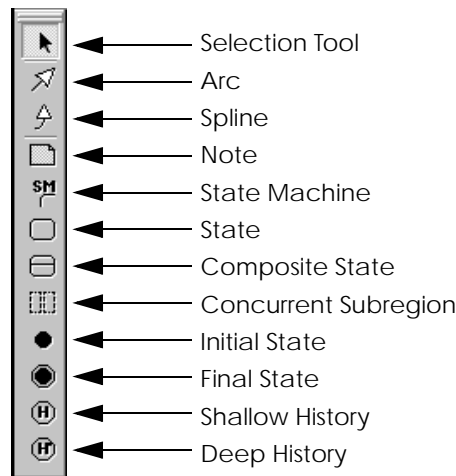 Selection Tool
Arc
Spline
Note
SM State Machine
State
Composite State
Concurrent Subregion
Initial State
Final State
H Shallow History
H* Deep History